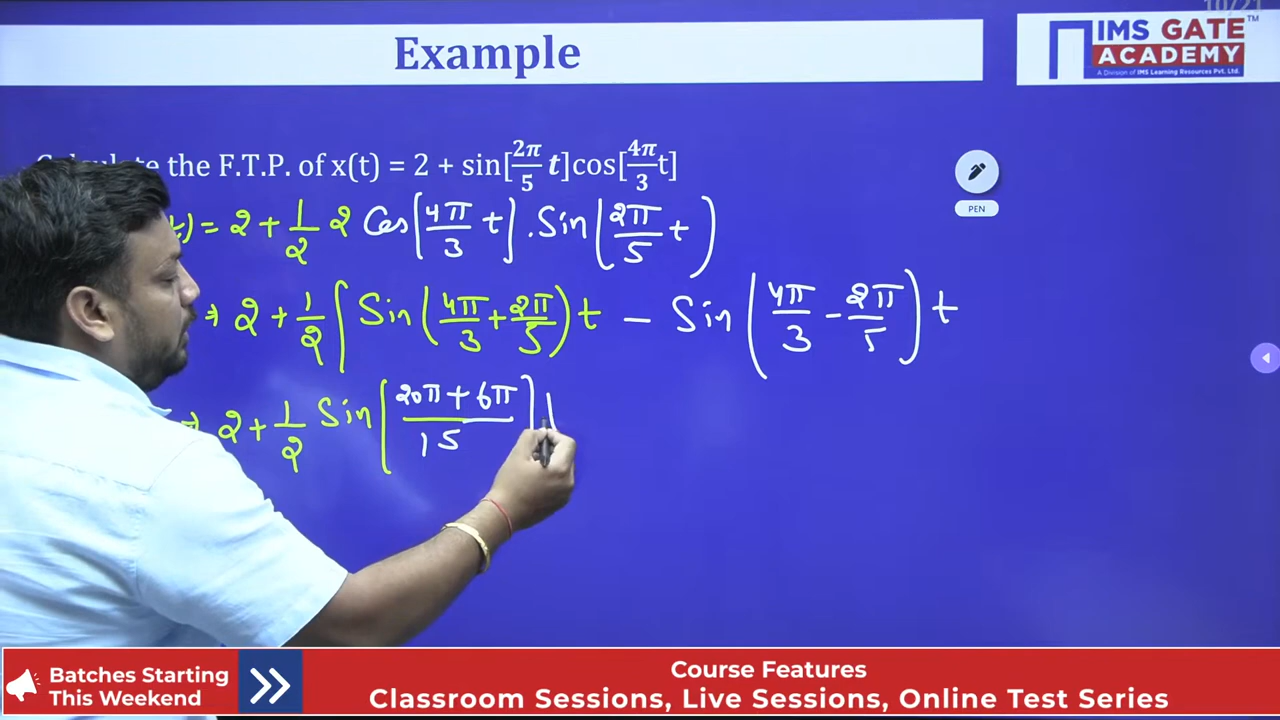 10/21
Example
IMS GATE
ACADEMY™
A Division of IMS Learning Resources Pvt. Ltd.
the F.T.P. of x(t) = 2 + sin[2π/5 t]cos[4π/3 t]
t) = 2 + 1/2 2 Cos[4π/3 t] . Sin(2π/5 t)
⇒ 2 + 1/2 [Sin(4π/3 + 2π/5)t – Sin(4π/3 - 2π/5)t
⇒ 2 + 1/2 Sin[20π + 6π/15]
PEN
Batches Starting
This Weekend
Course Features
Classroom Sessions, Live Sessions, Online Test Series